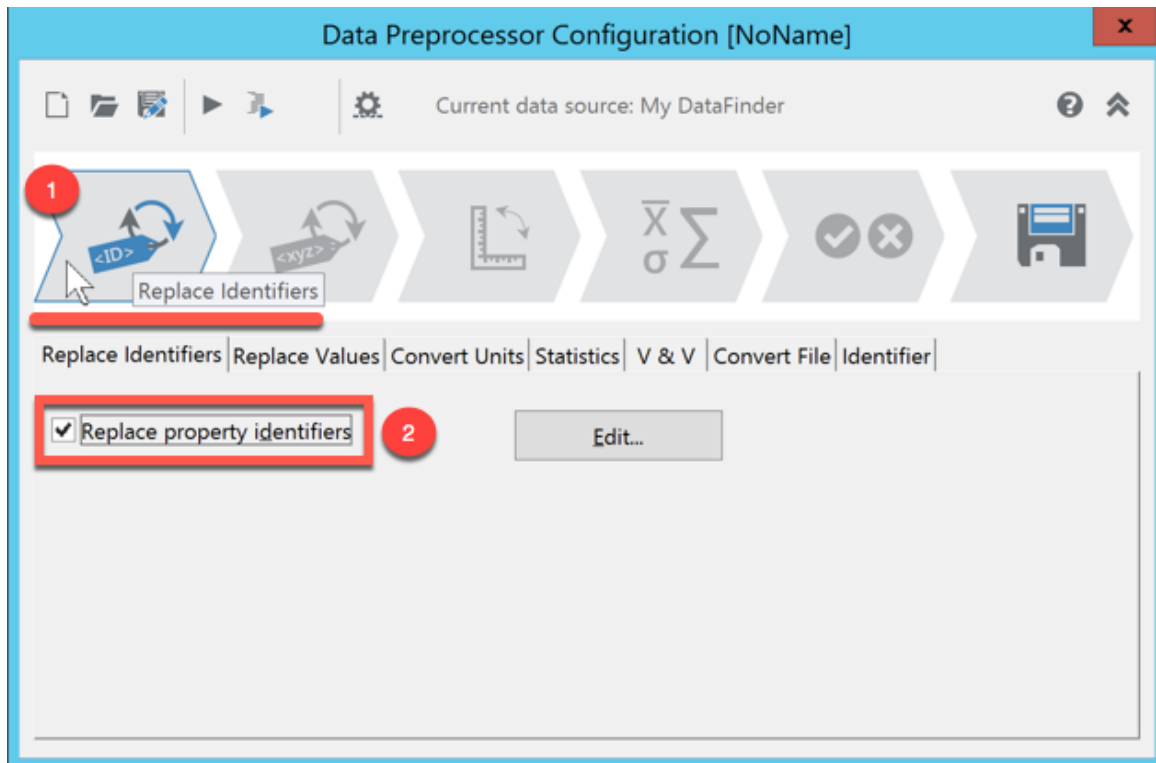 Data Preprocessor Configuration [NoName]
x
Current data source: My DataFinder
?
1
<ID>
<xyz>
X
σ Σ
Replace Identifiers
Replace Identifiers Replace Values Convert Units Statistics V & V Convert File Identifier
Replace property identifiers
2
Edit...